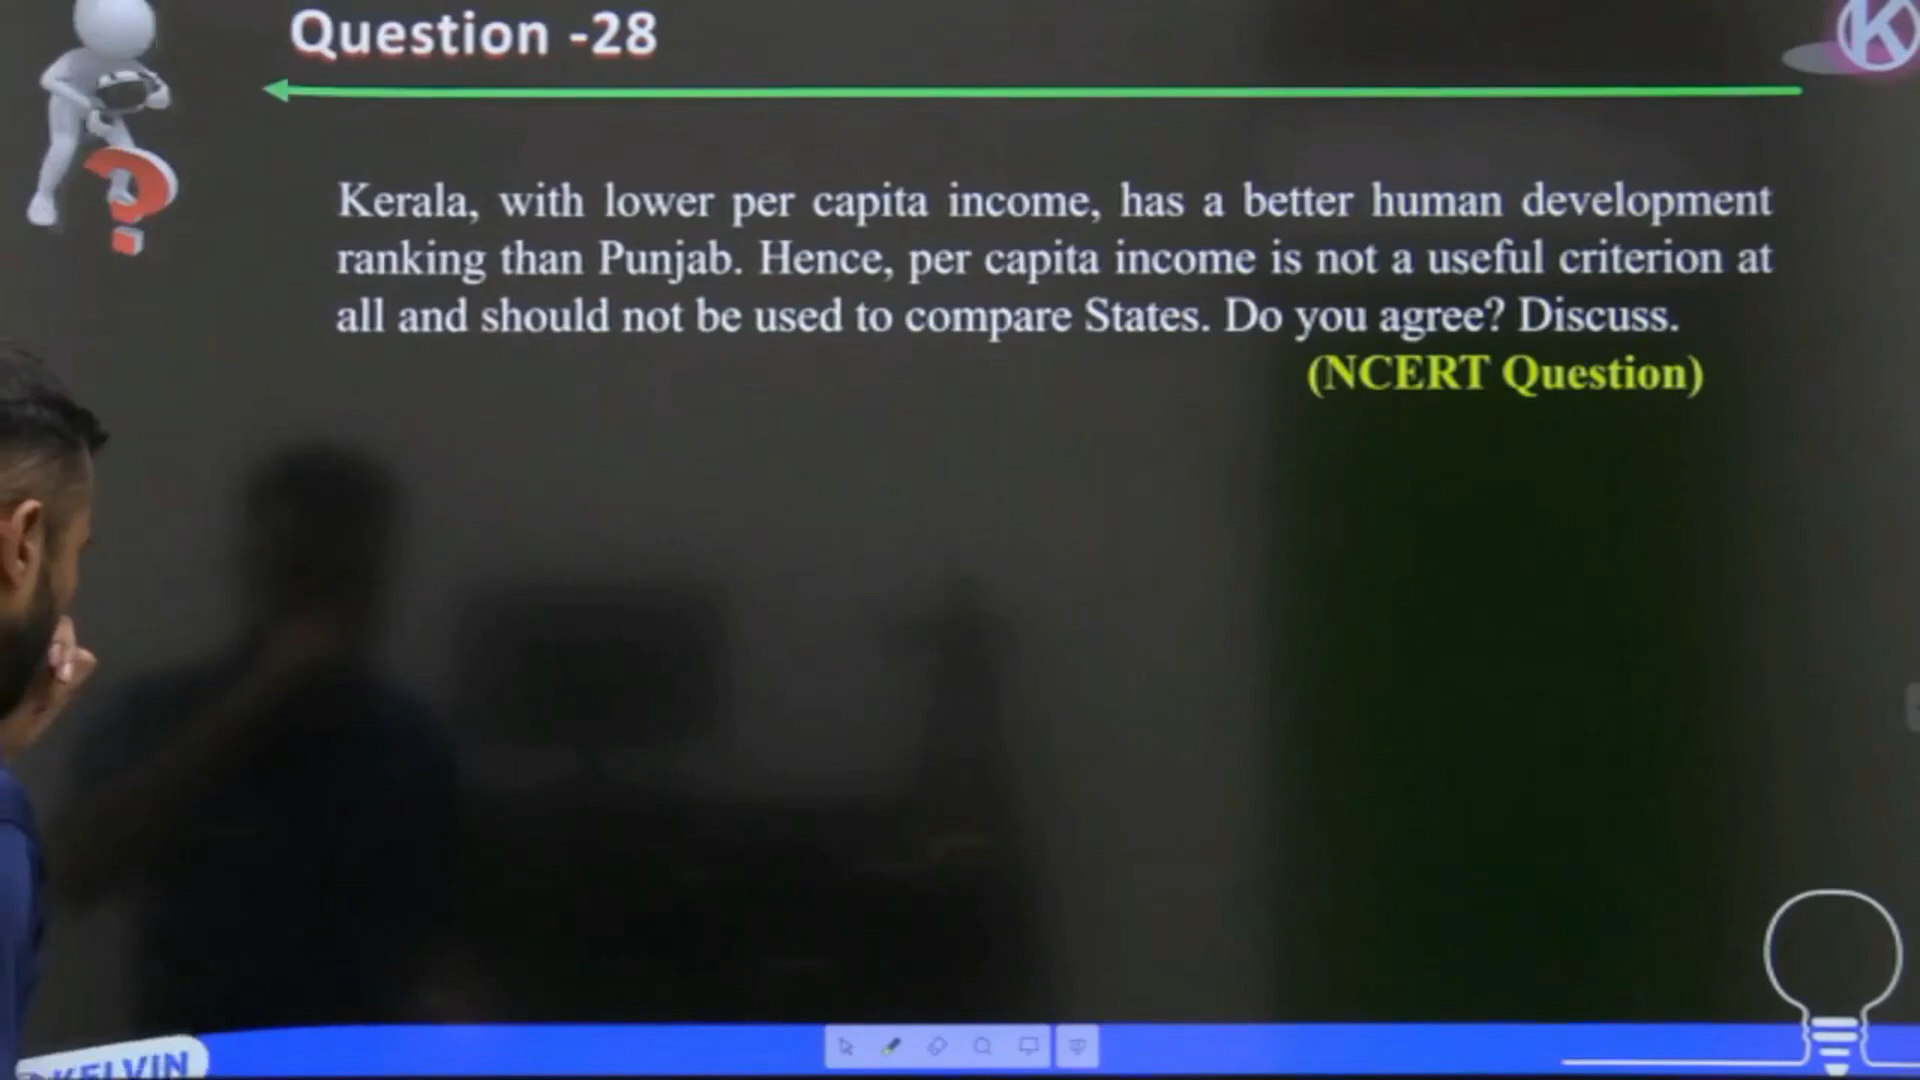 Question -28
Kerala, with lower per capita income, has a better human development
ranking than Punjab. Hence, per capita income is not a useful criterion at
all and should not be used to compare States. Do you agree? Discuss.
(NCERT Question)
KELVIN